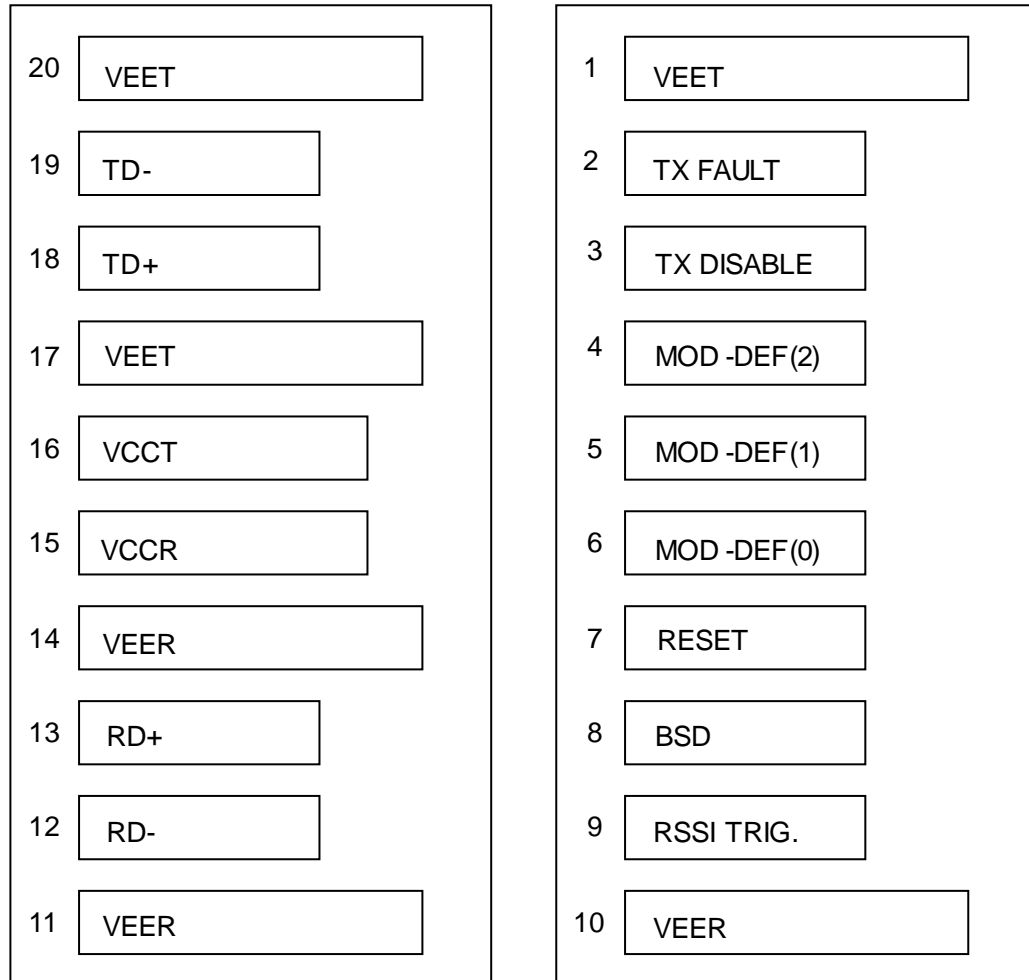 20 VEET
19 TD-
18 TD+
17 VEET
16 VCCT
15 VCCR
14 VEER
13 RD+
12 RD-
11 VEER
1 VEET
2 TX FAULT
3 TX DISABLE
4 MOD -DEF(2)
5 MOD -DEF(1)
6 MOD -DEF(0)
7 RESET
8 BSD
9 RSSI TRIG.
10 VEER